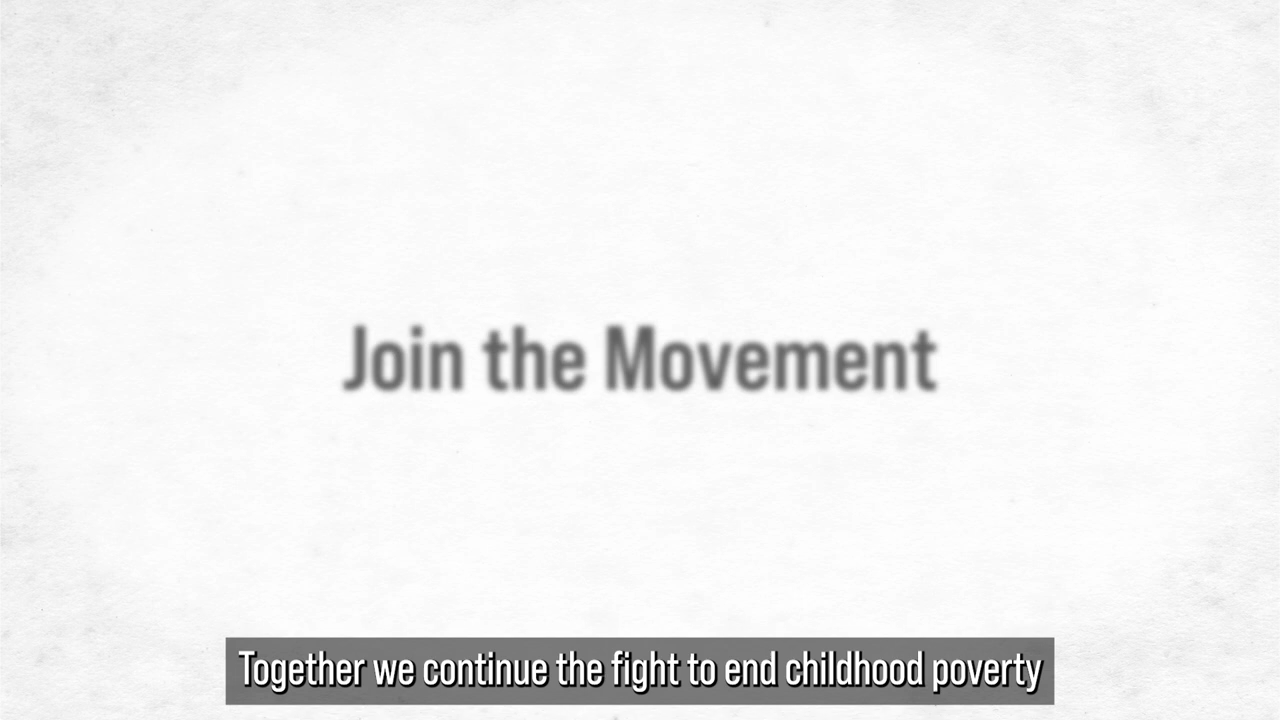 Join the Movement
Together we continue the fight to end childhood poverty